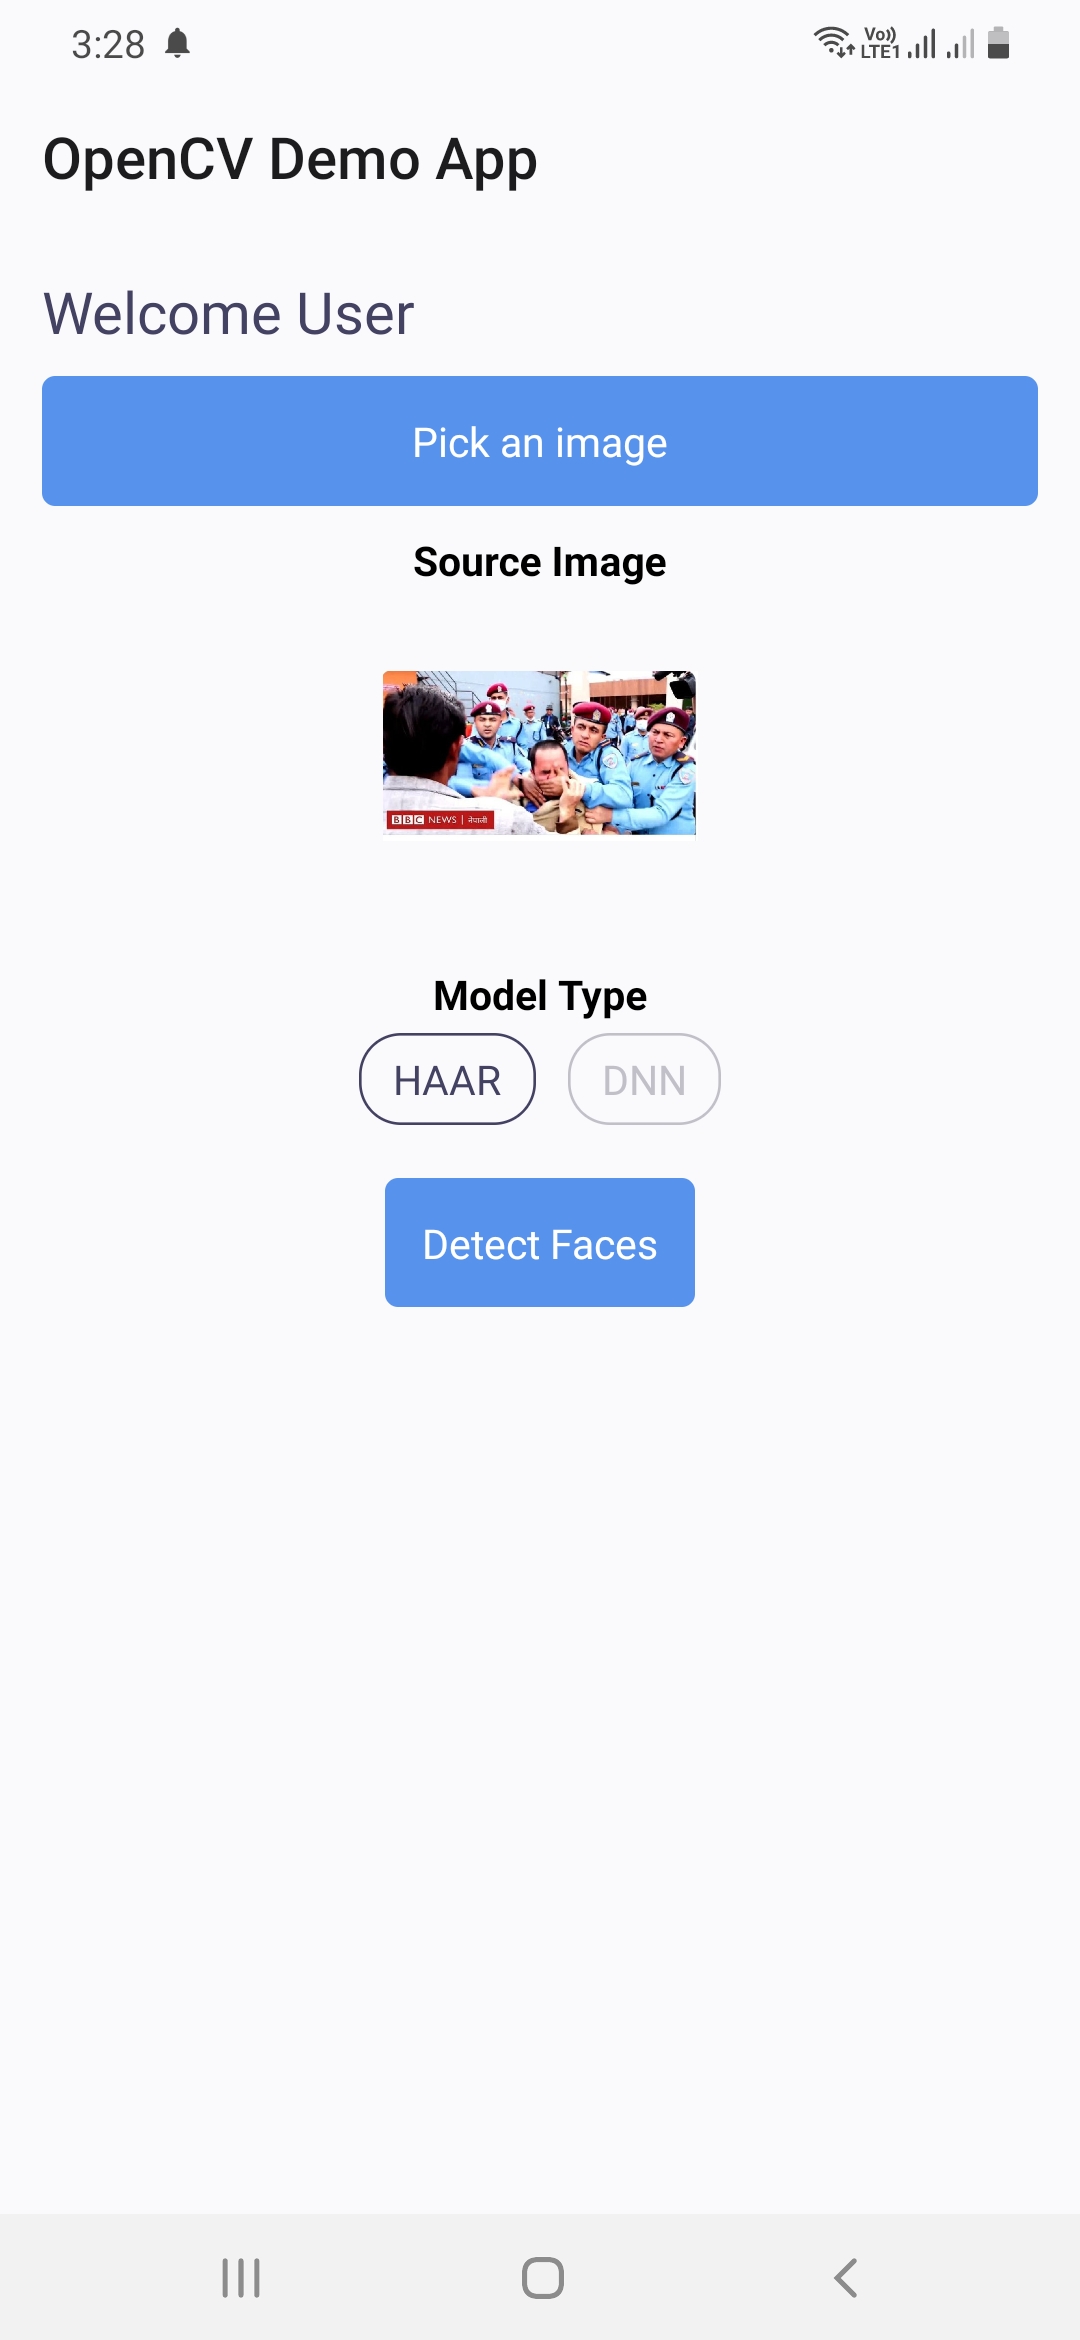 3:28
Vo))
LTE1
OpenCV Demo App
Welcome User
Pick an image
Source Image
BBC NEWS | नेपाली
Model Type
HAAR
DNN
Detect Faces